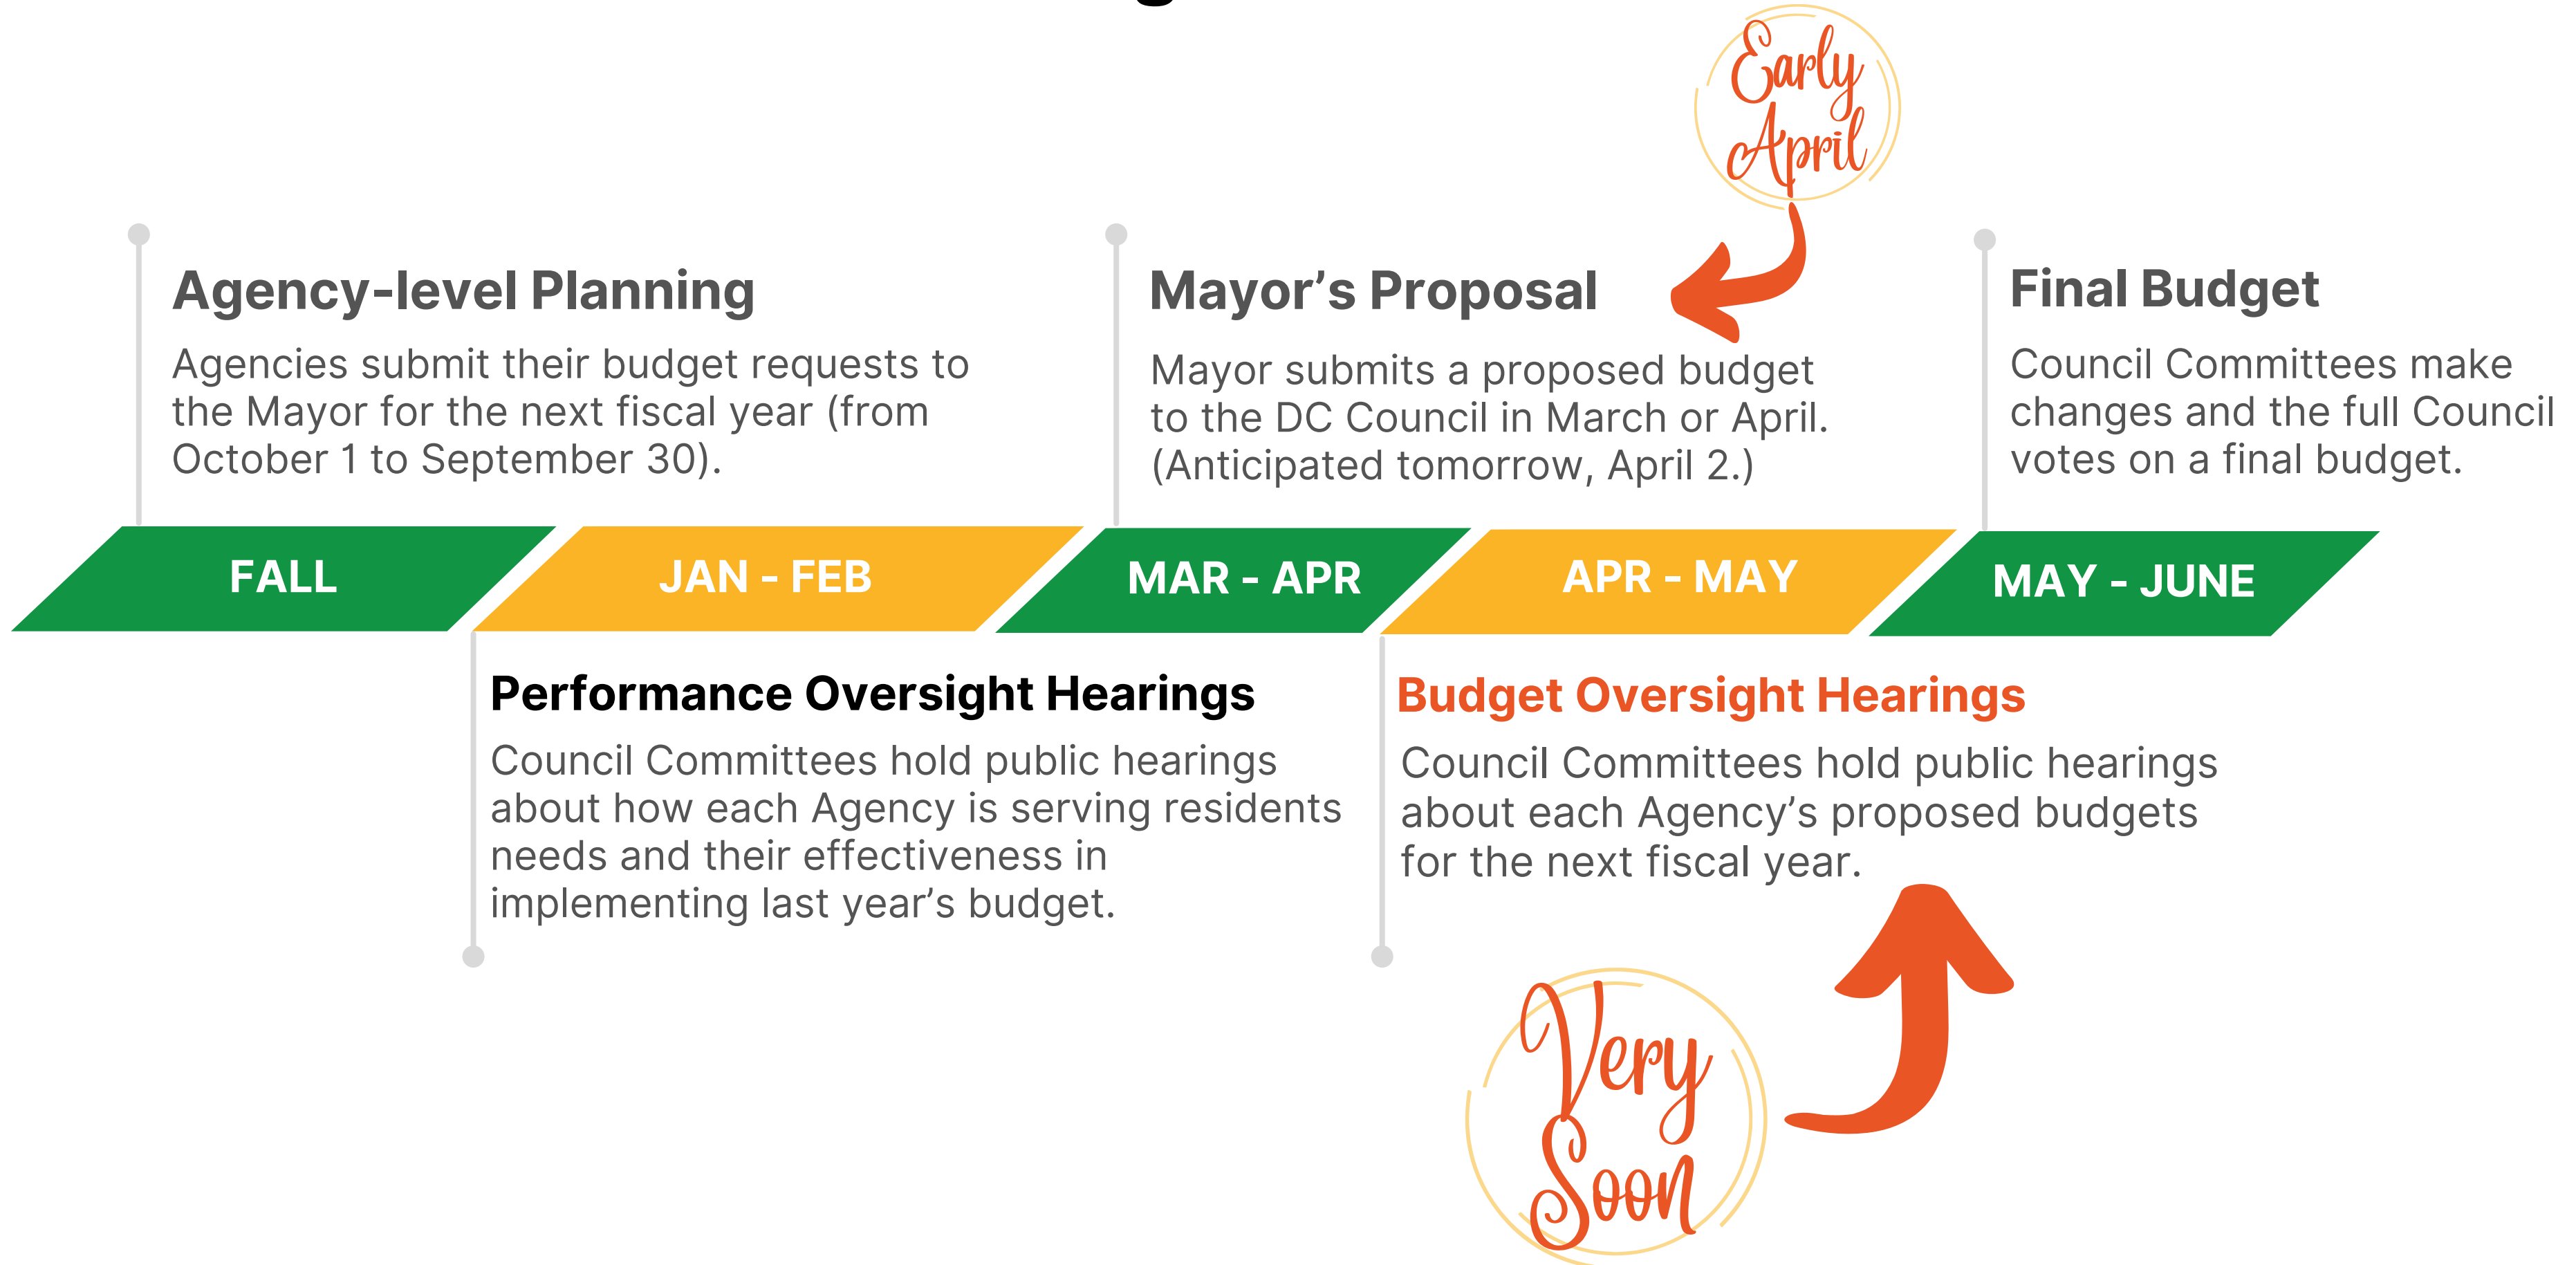 Early
April
Agency-level Planning
Agencies submit their budget requests to
the Mayor for the next fiscal year (from
October 1 to September 30).
Mayor’s Proposal
Mayor submits a proposed budget
to the DC Council in March or April.
(Anticipated tomorrow, April 2.)
Final Budget
Council Committees make
changes and the full Council
votes on a final budget.
FALL
JAN - FEB
MAR - APR
APR - MAY
MAY - JUNE
Performance Oversight Hearings
Council Committees hold public hearings
about how each Agency is serving residents
needs and their effectiveness in
implementing last year’s budget.
Budget Oversight Hearings
Council Committees hold public hearings
about each Agency’s proposed budgets
for the next fiscal year.
Very
Soon